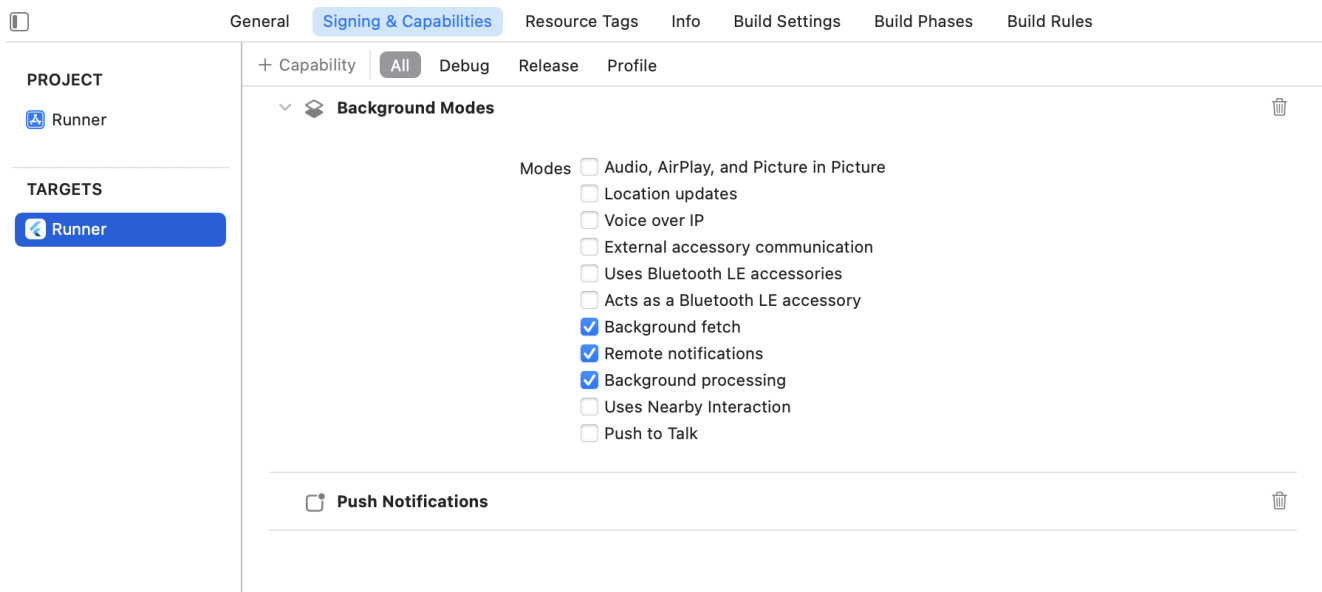 General Signing & Capabilities Resource Tags Info Build Settings Build Phases Build Rules
PROJECT
Runner
TARGETS
Runner
+ Capability All Debug Release Profile
Background Modes
Modes Audio, AirPlay, and Picture in Picture
Location updates
Voice over IP
External accessory communication
Uses Bluetooth LE accessories
Acts as a Bluetooth LE accessory
Background fetch
Remote notifications
Background processing
Uses Nearby Interaction
Push to Talk
Push Notifications